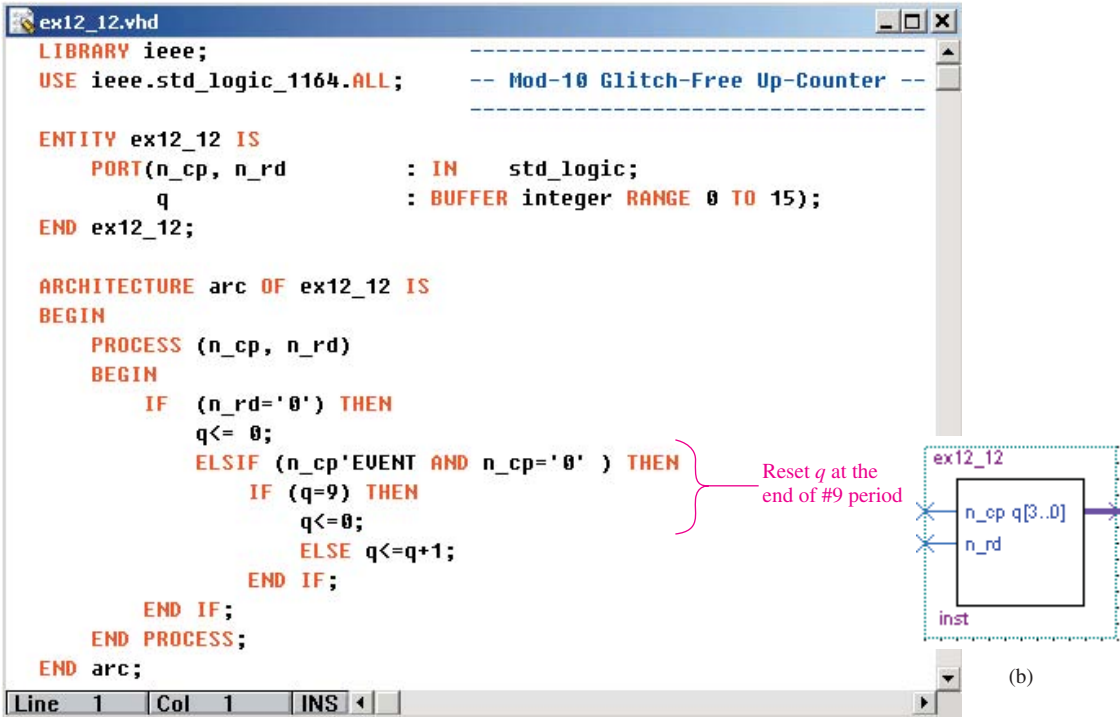 ex12_12.vhd
LIBRARY ieee; ------------------------------------
USE ieee.std_logic_1164.ALL; -- Mod-10 Glitch-Free Up-Counter --
------------------------------------
ENTITY ex12_12 IS
PORT(n_cp, n_rd : IN std_logic;
q : BUFFER integer RANGE 0 TO 15);
END ex12_12;
ARCHITECTURE arc OF ex12_12 IS
BEGIN
PROCESS (n_cp, n_rd)
BEGIN
IF (n_rd='0') THEN
q<= 0;
ELSIF (n_cp'EVENT AND n_cp='0' ) THEN
IF (q=9) THEN
q<=0;
ELSE q<=q+1;
END IF;
END IF;
END PROCESS;
END arc;
Line 1 Col 1 INS
Reset q at the
end of #9 period
ex12_12
n_cp q[3..0]
n_rd
inst
(b)